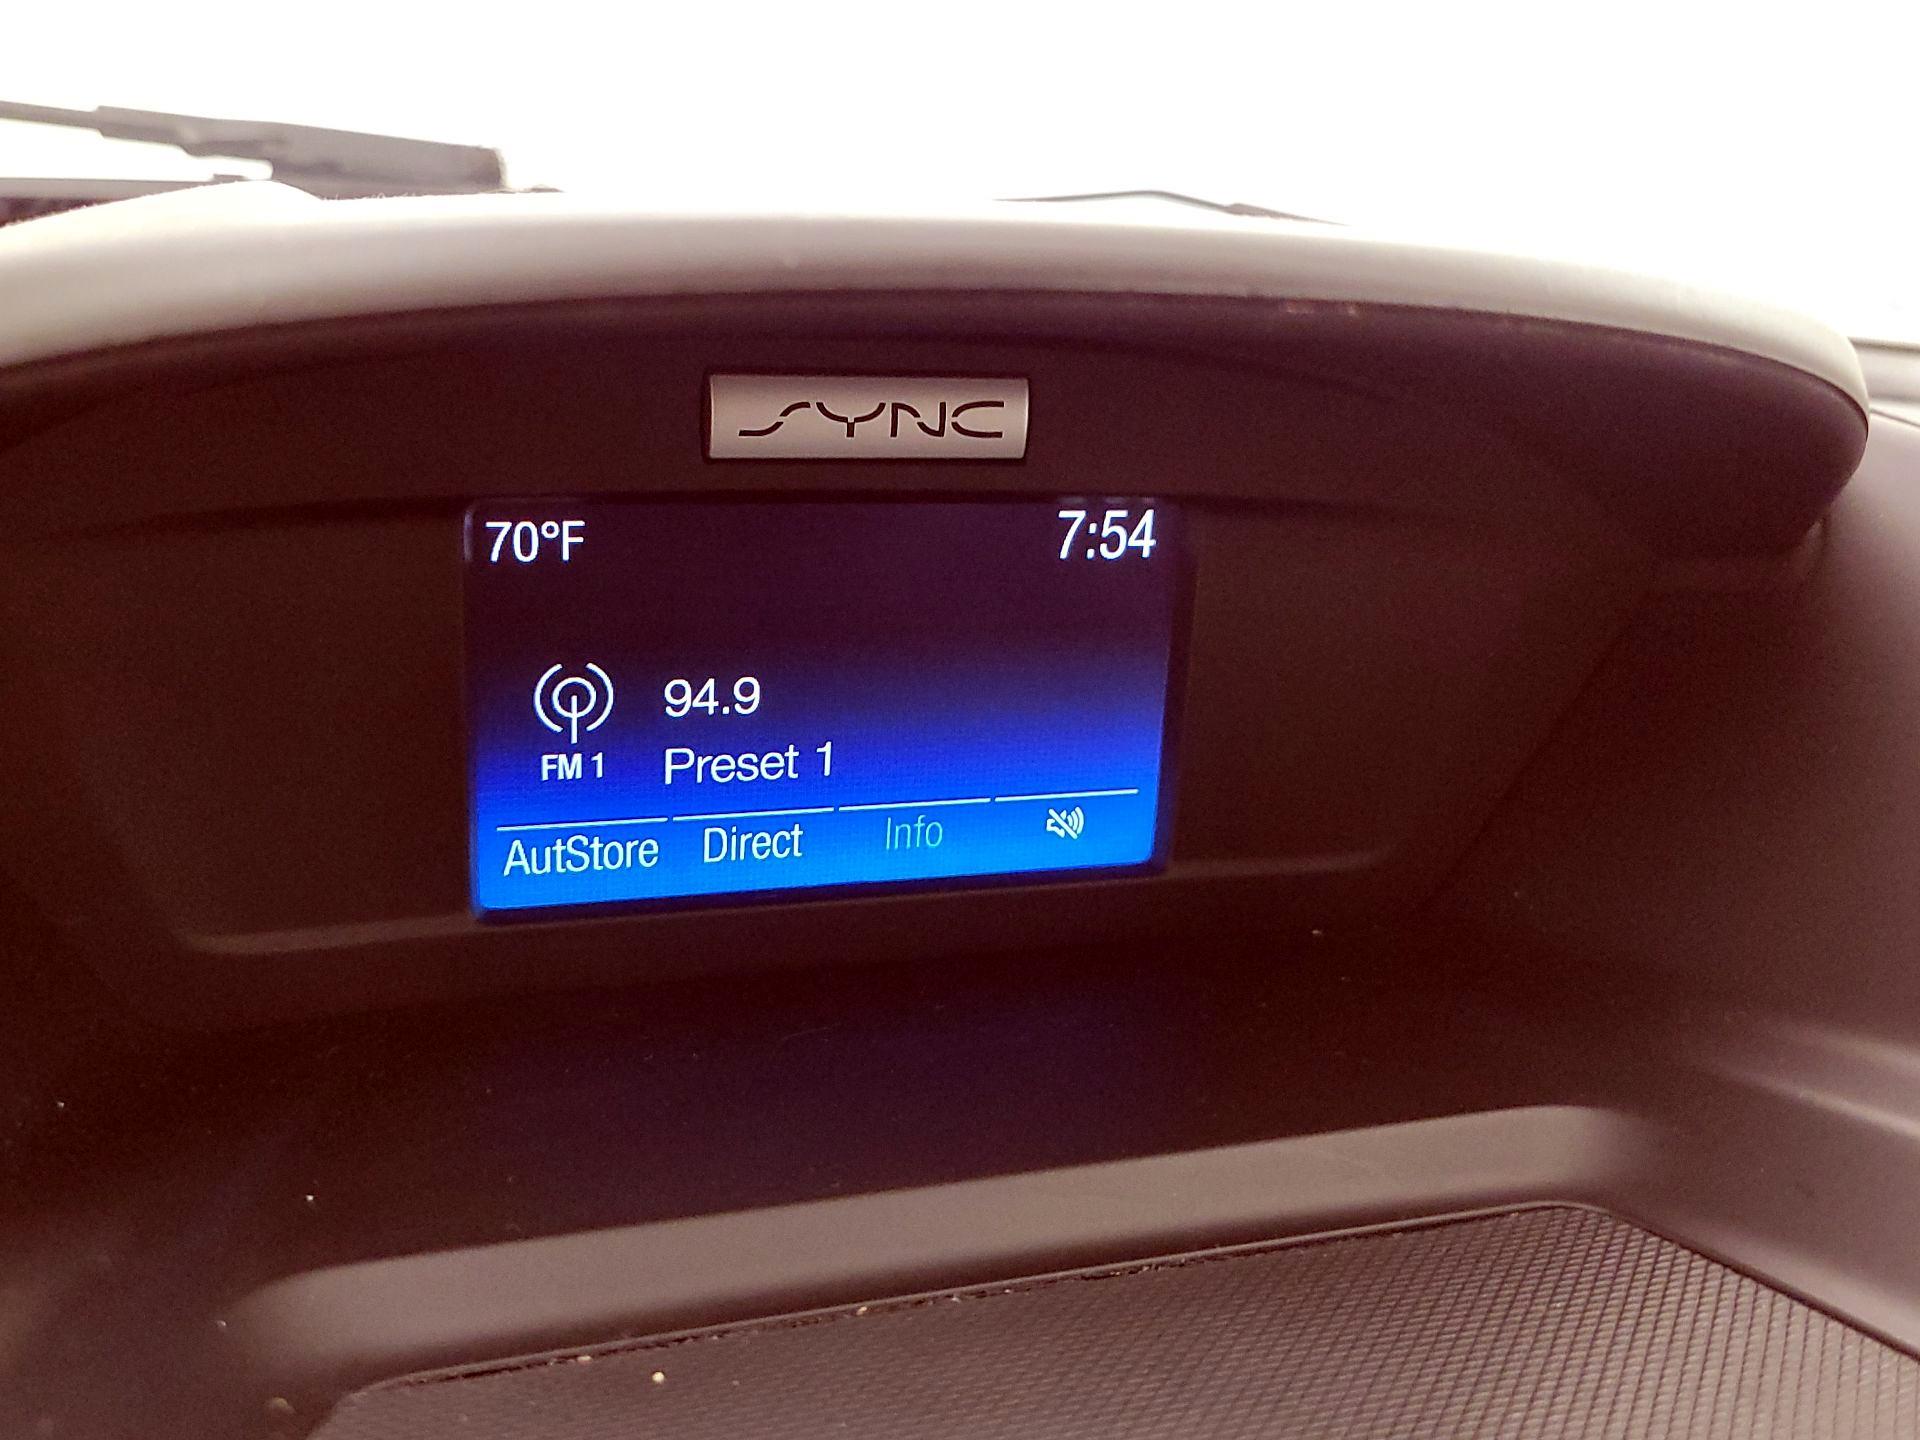 SYNC
70°F 7:54
94.9
FM 1 Preset 1
AutStore Direct Info